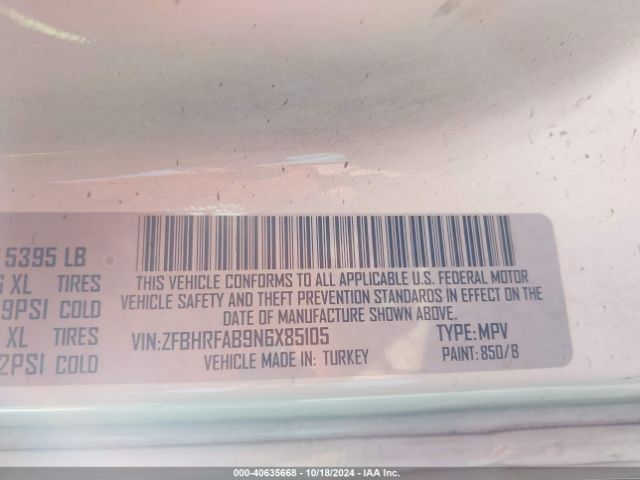 5395 LB
XL TIRES
9PSI COLD
XL TIRES
2PSI COLD
THIS VEHICLE CONFORMS TO ALL APPLICABLE U.S. FEDERAL MOTOR
VEHICLE SAFETY AND THEFT PREVENTION STANDARDS IN EFFECT ON THE
DATE OF MANUFACTURE SHOWN ABOVE.
VIN:ZFBHRFAB9N6X85105 TYPE:MPV
VEHICLE MADE IN: TURKEY PAINT: 850/B
000-40635668 - 10/18/2024 - IAA Inc.